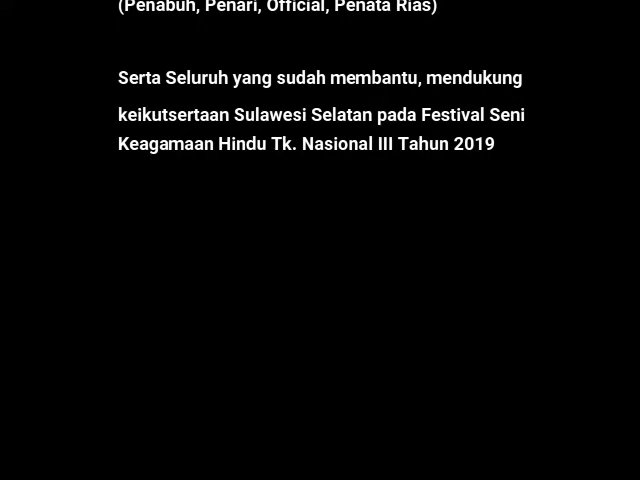 (Penabuh, Penari, Official, Penata Rias)
Serta Seluruh yang sudah membantu, mendukung
keikutsertaan Sulawesi Selatan pada Festival Seni
Keagamaan Hindu Tk. Nasional III Tahun 2019